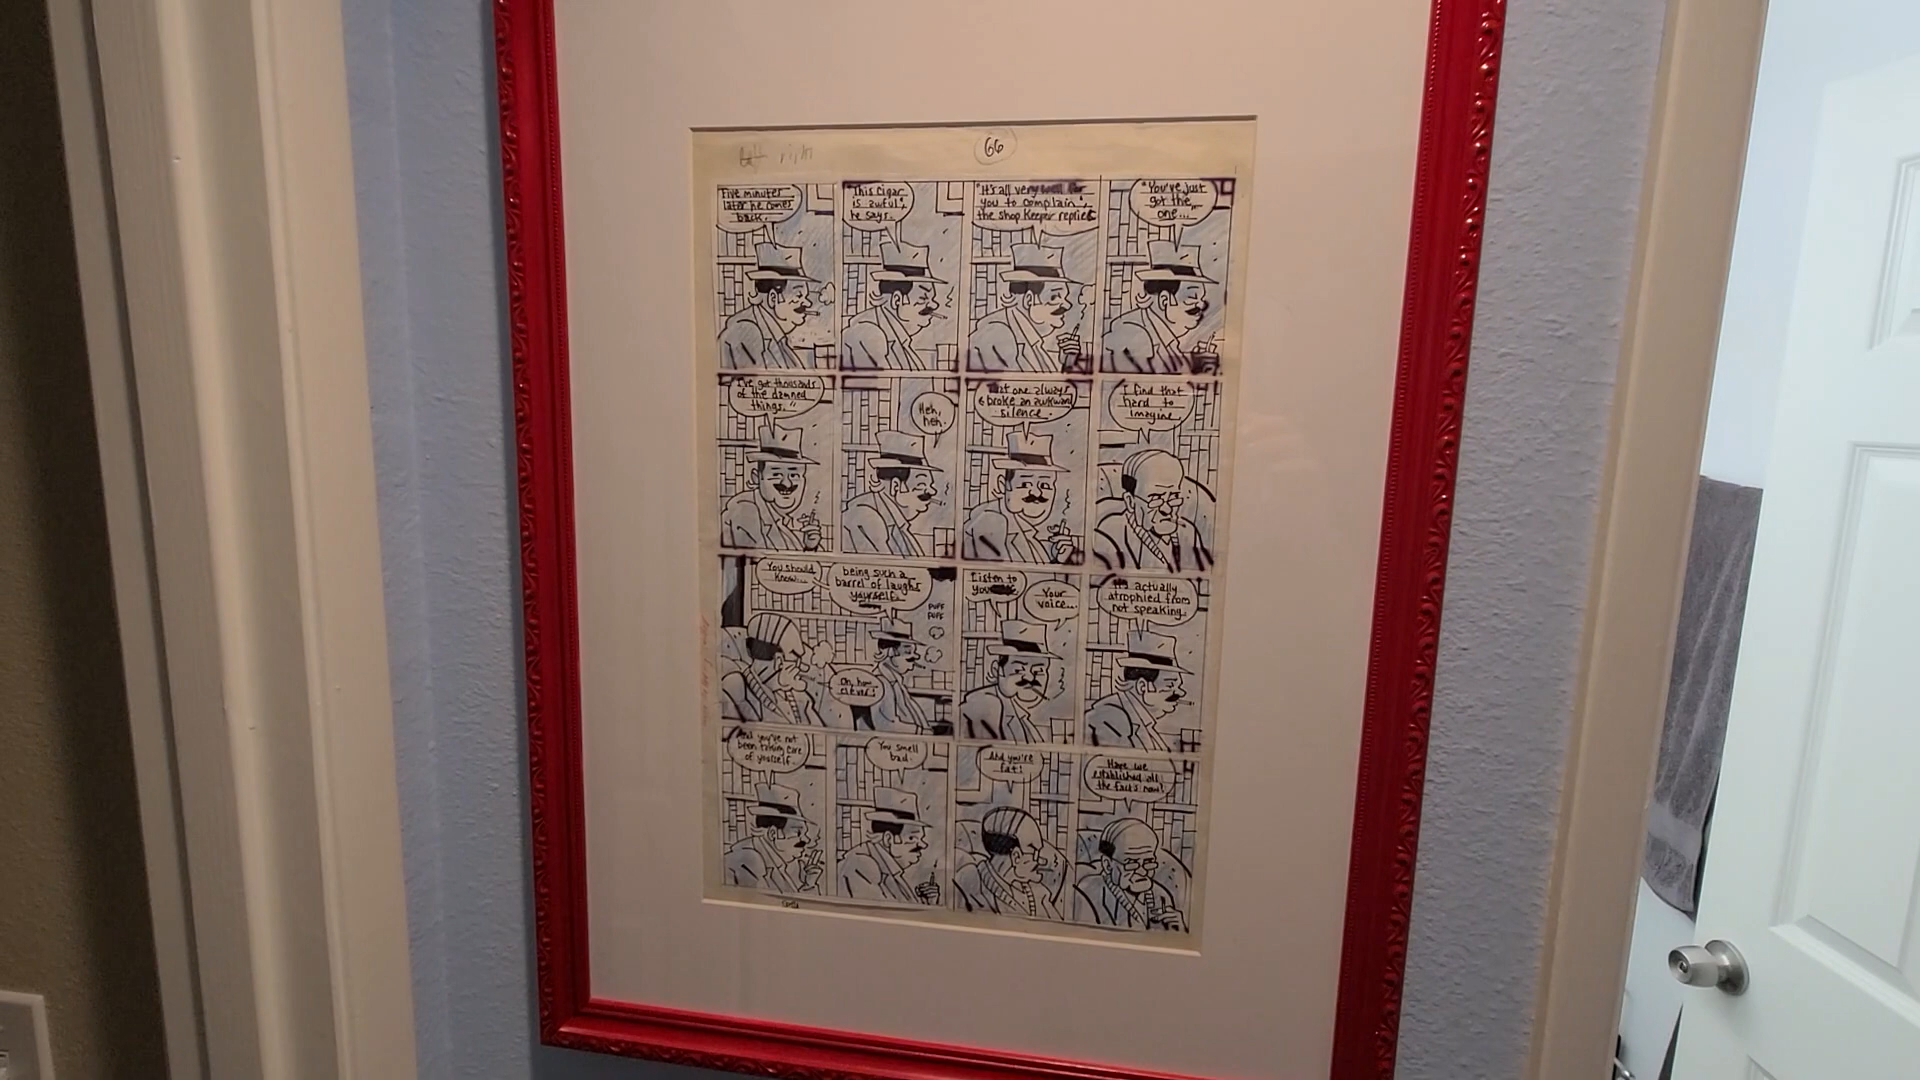 right
66
Five minutes
later he comes
back.
"This cigar
is awful",
he says.
"It's all very well for
you to complain",
the shop keeper replies
"You've just
got the
one...
I've got thousands
of the damned
things."
Heh,
heh.
That one always
broke an awkward
silence.
I find that
hard to
imagine.
You should
know...
being such a
barrel of laughs
yourself.
PUFF
PUFF
Oh, how
clever!
Listen to
you
Your
voice...
It's actually
atrophied from
not speaking.
And you've not
been taking care
of yourself.
You smell
bad.
And you're
fat!
Have we
established all
the facts now?